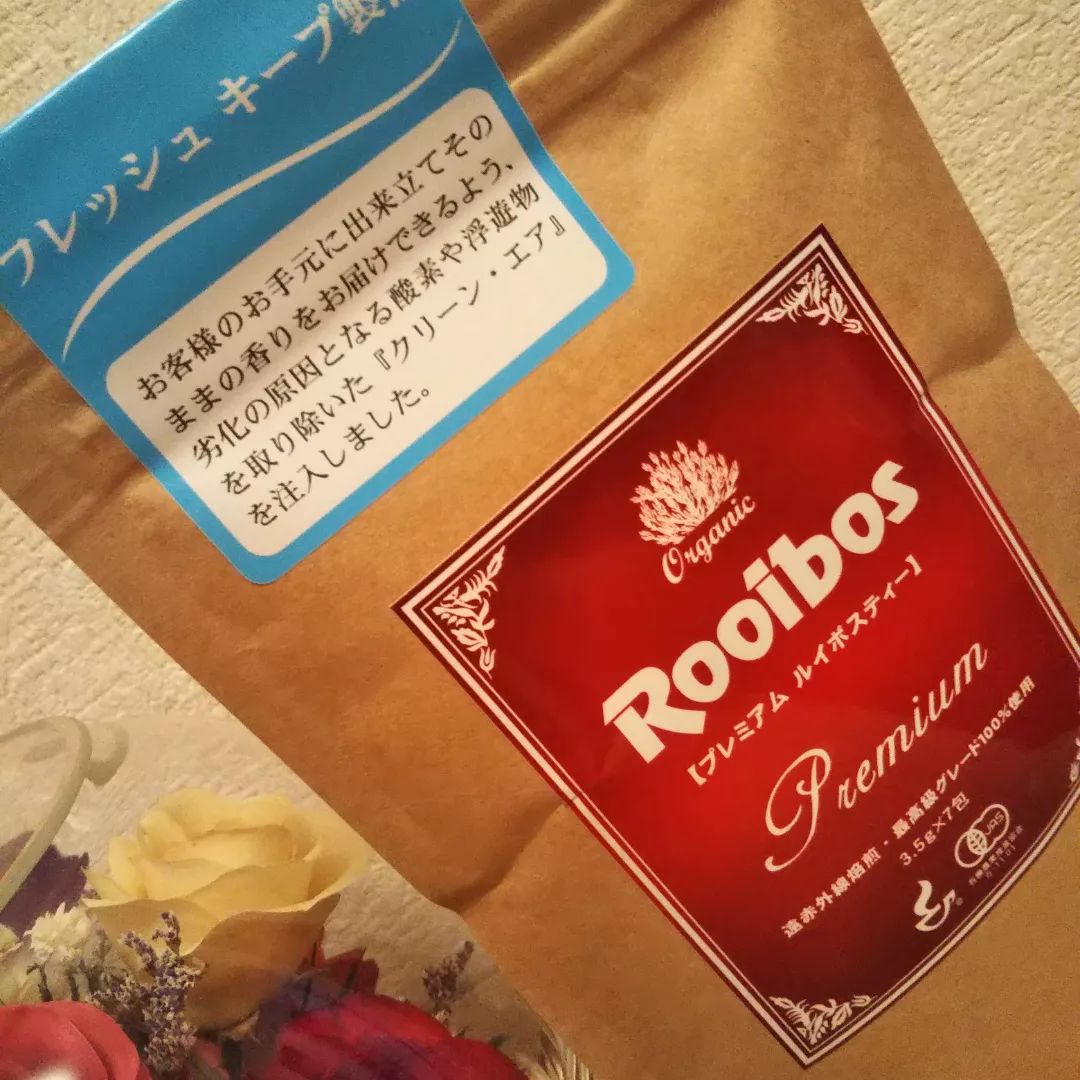 フレッシュ キープ製
お客様のお手元に出来立てその
ままの香りをお届けできるよう、
劣化の原因となる酸素や浮遊物
を取り除いた『クリーン・エア』
を注入しました。
Organic
Rooibos
【プレミアム ルイボスティー】
Premium
遠赤外線焙煎・最高級グレード100%使用
3.5g×7包
JAS